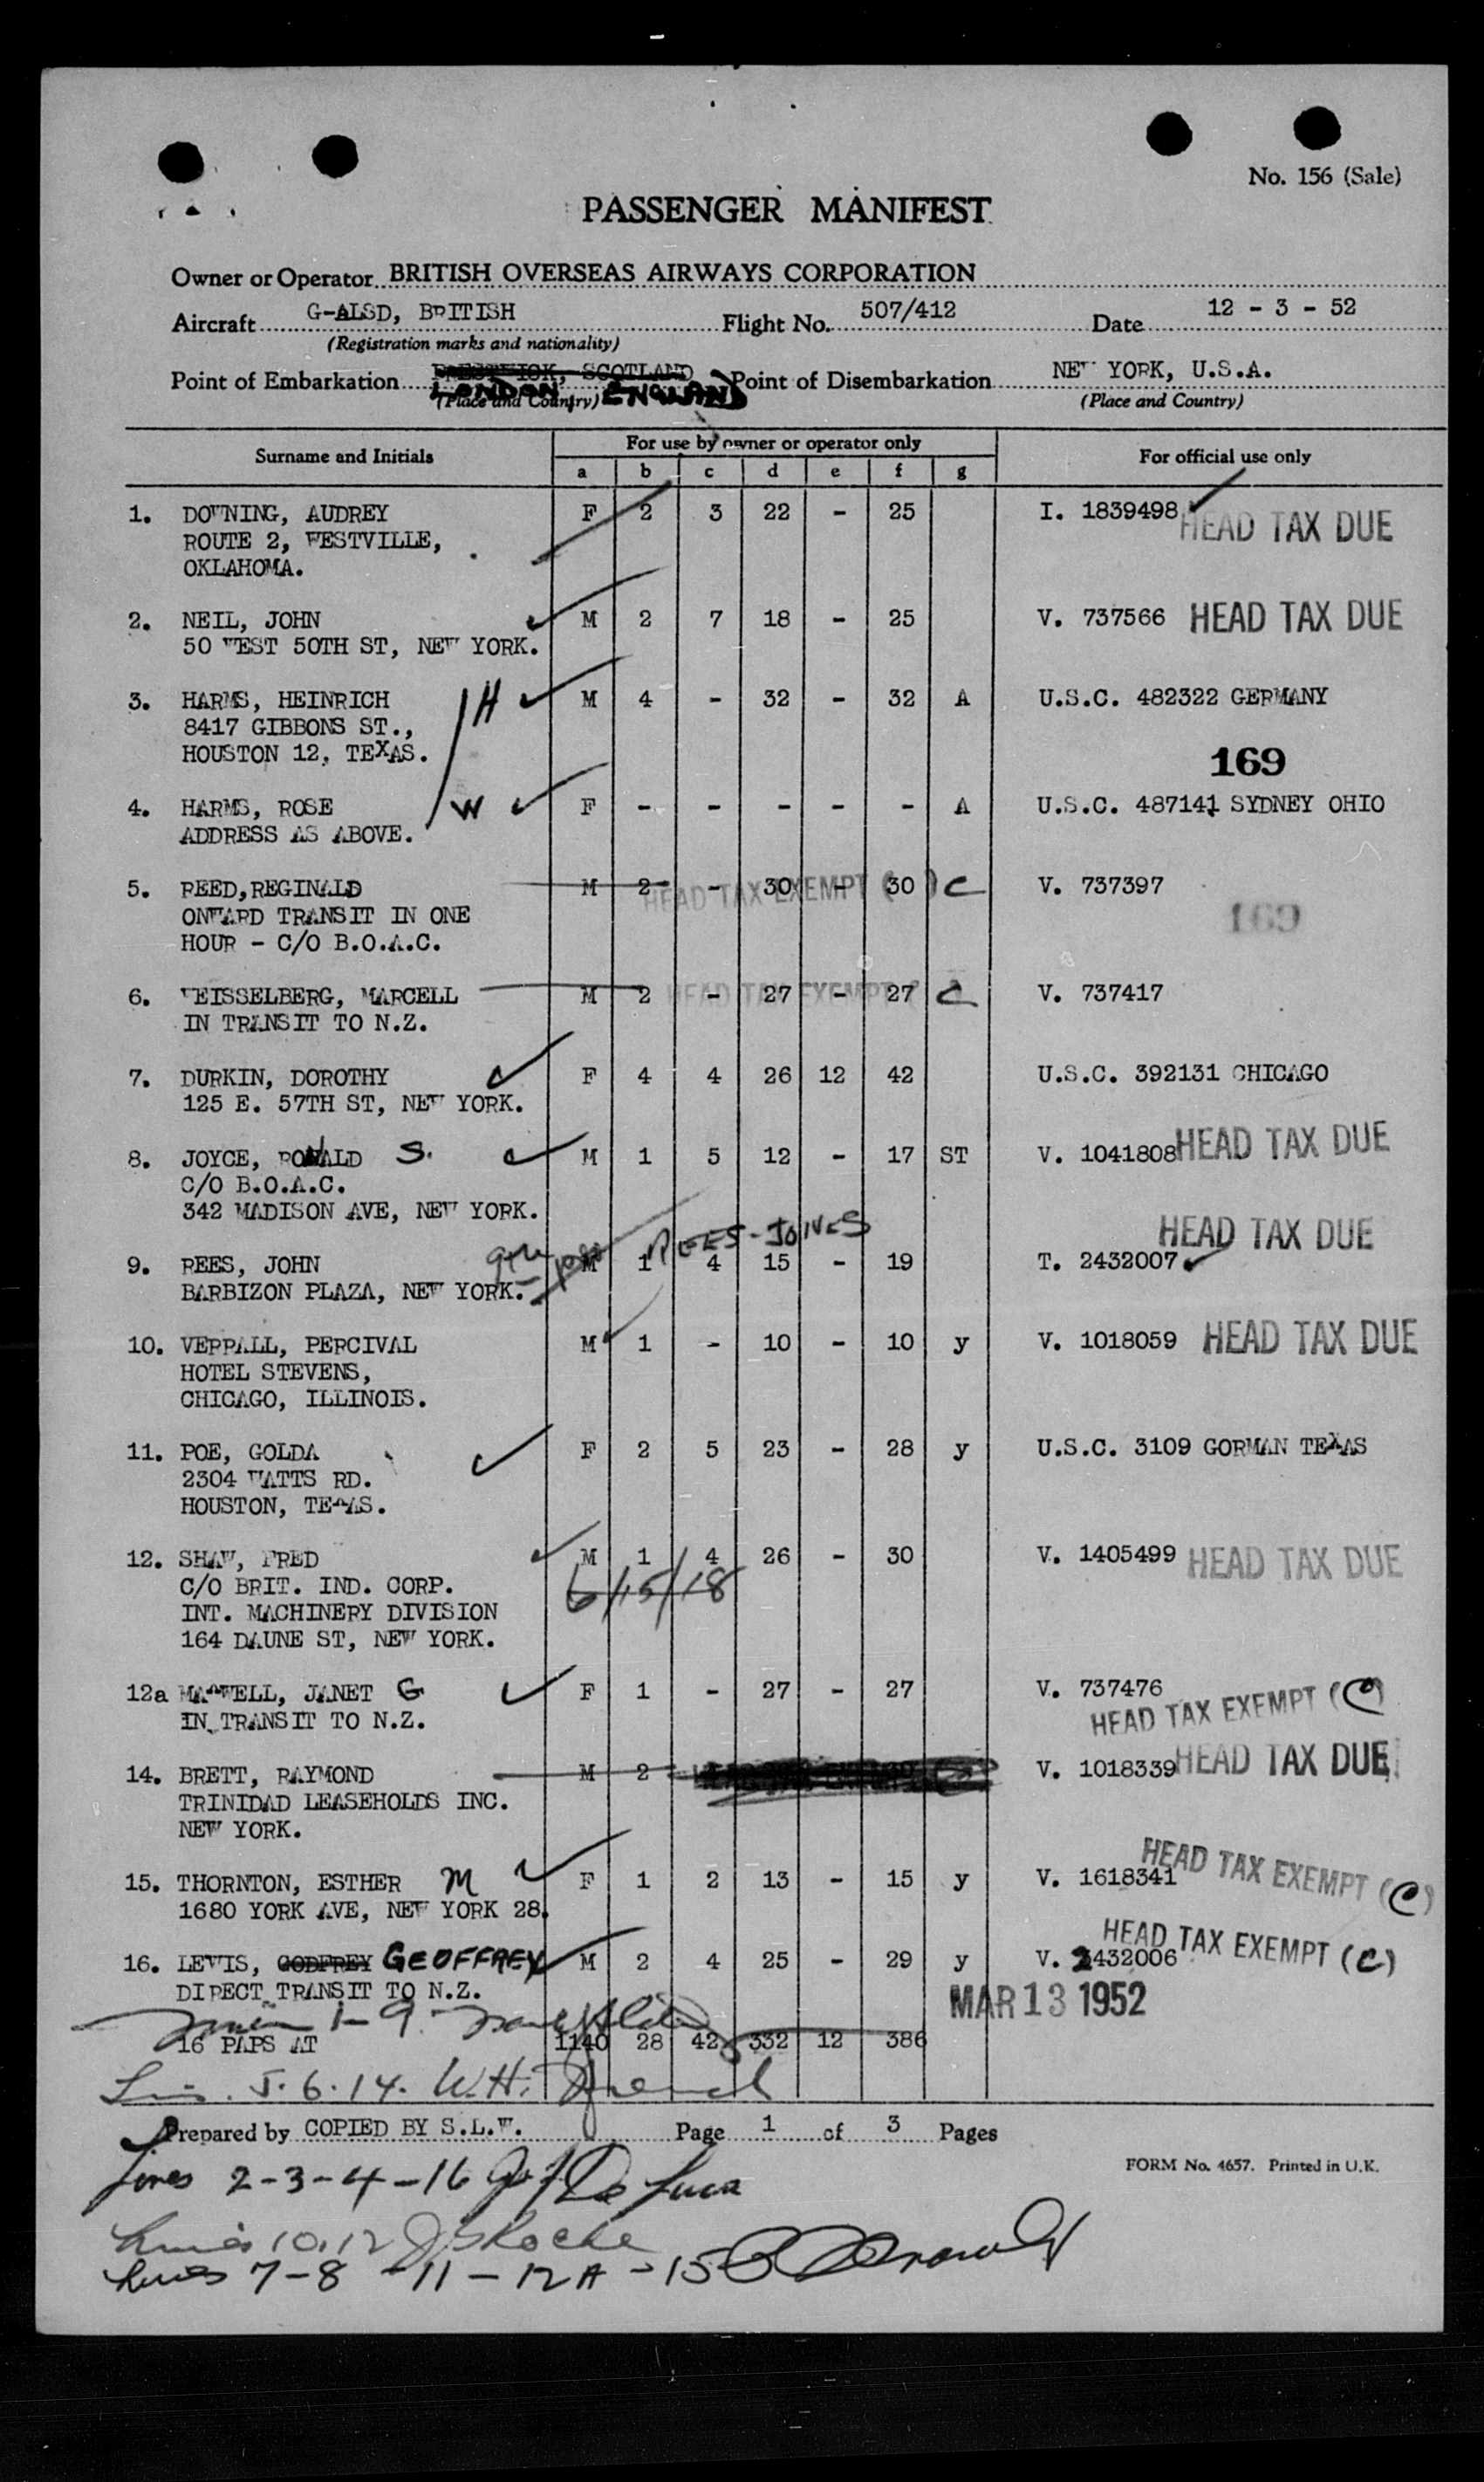 No. 156 (Sale)
PASSENGER MANIFEST
Owner or Operator BRITISH OVERSEAS AIRWAYS CORPORATION
Aircraft G-ALSD, BRITISH Flight No. 507/412 Date 12 - 3 - 52
(Registration marks and nationality)
Point of Embarkation PRESTWICK, SCOTLAND Point of Disembarkation NEW YORK, U.S.A.
LONDON, ENGLAND
(Place and Country) (Place and Country)
Surname and Initials For use by owner or operator only For official use only
a b c d e f g
1. DOWNING, AUDREY F 2 3 22 - 25 I. 1839498 HEAD TAX DUE
ROUTE 2, WESTVILLE,
OKLAHOMA.
2. NEIL, JOHN M 2 7 18 - 25 V. 737566 HEAD TAX DUE
50 WEST 50TH ST, NEW YORK.
3. HARMS, HEINRICH H M 4 - 32 - 32 A U.S.C. 482322 GERMANY
8417 GIBBONS ST.,
HOUSTON 12, TEXAS. 169
4. HARMS, ROSE W F - - - - - A U.S.C. 487141 SYDNEY OHIO
ADDRESS AS ABOVE.
5. REED, REGINALD M 2 - 30 - 30 C V. 737397
HEAD TAX EXEMPT ( )
ONWARD TRANSIT IN ONE 169
HOUR - C/O B.O.A.C.
6. WEISSELBERG, MARCELL M 2 - 27 - 27 C V. 737417
HEAD TAX EXEMPT (
IN TRANSIT TO N.Z.
7. DURKIN, DOROTHY F 4 4 26 12 42 U.S.C. 392131 CHICAGO
125 E. 57TH ST, NEW YORK.
8. JOYCE, RONALD S. M 1 5 12 - 17 ST V. 1041808 HEAD TAX DUE
C/O B.O.A.C.
342 MADISON AVE, NEW YORK.
REES-JONES HEAD TAX DUE
9. REES, JOHN M 1 4 15 - 19 T. 2432007
BARBIZON PLAZA, NEW YORK.
10. VERRALL, PERCIVAL M 1 - 10 - 10 y V. 1018059 HEAD TAX DUE
HOTEL STEVENS,
CHICAGO, ILLINOIS.
11. POE, GOLDA F 2 5 23 - 28 y U.S.C. 3109 GORMAN TEXAS
2304 WATTS RD.
HOUSTON, TEXAS.
12. SHAW, FRED M 1 4 26 - 30 V. 1405499 HEAD TAX DUE
C/O BRIT. IND. CORP. 6/15/18
INT. MACHINERY DIVISION
164 DAUNE ST, NEW YORK.
12a MAXWELL, JANET G F 1 - 27 - 27 V. 737476
IN TRANSIT TO N.Z. HEAD TAX EXEMPT (C)
14. BRETT, RAYMOND M 2 V. 1018339 HEAD TAX DUE
TRINIDAD LEASEHOLDS INC.
NEW YORK.
15. THORNTON, ESTHER M F 1 2 13 - 15 y V. 1618341 HEAD TAX EXEMPT (C)
1680 YORK AVE, NEW YORK 28.
16. LEWIS, GODFREY GEOFFREY M 2 4 25 - 29 y V. 2432006 HEAD TAX EXEMPT (C)
DIRECT TRANSIT TO N.Z. MAR 13 1952
1-9.
16 PAPS AT 1140 28 42 332 12 386
5. 6. 14. W.H. French
Prepared by COPIED BY S.L.W. Page 1 of 3 Pages
Lines 2-3-4-16 De Luca
FORM No. 4657. Printed in U.K.
Lines 10.12 Roche
Lines 7-8-11-12A-15